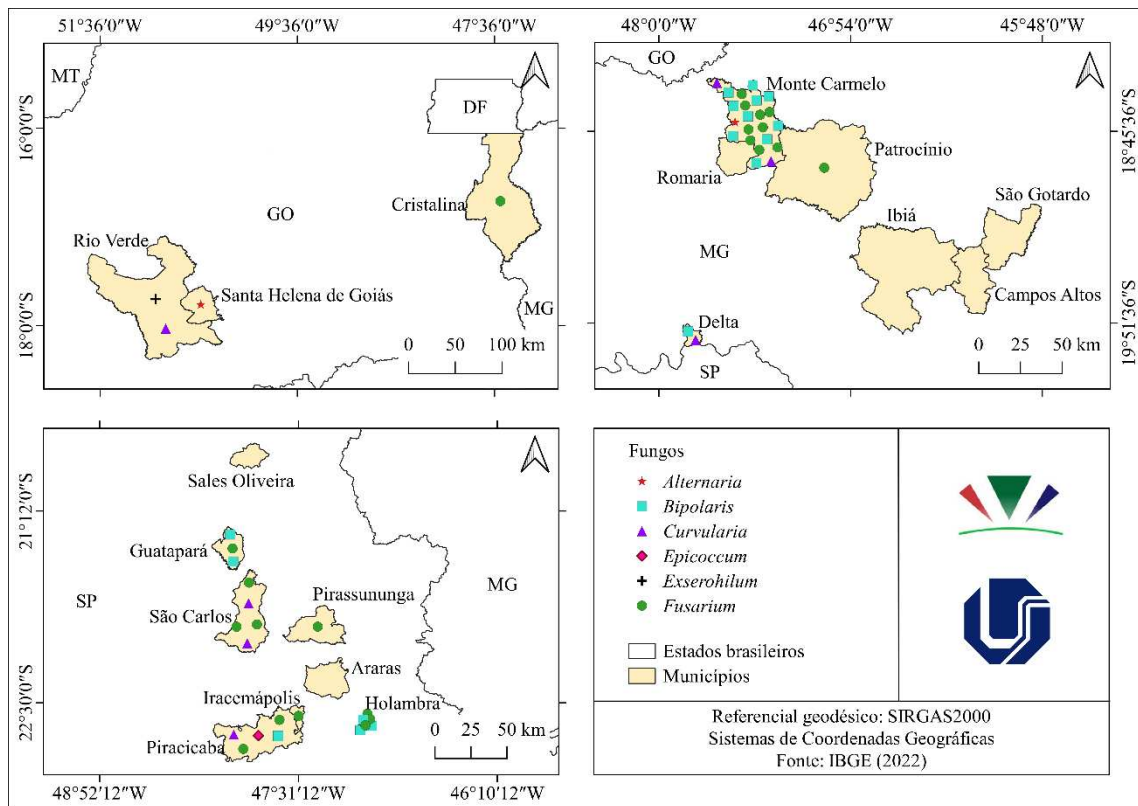 51°36′0″W 49°36′0″W 47°36′0″W
16°0′0″S
18°0′0″S
MT
DF
Cristalina
GO
Rio Verde
Santa Helena de Goiás
MG
0 50 100 km
48°0′0″W 46°54′0″W 45°48′0″W
18°45′36″S
19°51′36″S
GO
Monte Carmelo
Patrocínio
Romaria
São Gotardo
Ibiá
MG
Campos Altos
Delta
SP
0 25 50 km
21°12′0″S
22°30′0″S
Sales Oliveira
Guatapará
MG
SP
Pirassununga
São Carlos
Araras
Iracemápolis
Holambra
Piracicaba
0 25 50 km
48°52′12″W 47°31′12″W 46°10′12″W
Fungos
Alternaria
Bipolaris
Curvularia
Epicoccum
Exserohilum
Fusarium
Estados brasileiros
Municípios
Referencial geodésico: SIRGAS2000
Sistemas de Coordenadas Geográficas
Fonte: IBGE (2022)